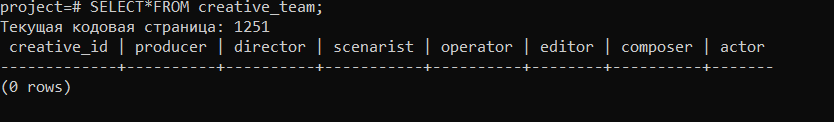 project=# SELECT*FROM creative_team;
Текущая кодовая страница: 1251
 creative_id | producer | director | scenarist | operator | editor | composer | actor
-------------+----------+----------+-----------+----------+--------+----------+-------
(0 rows)